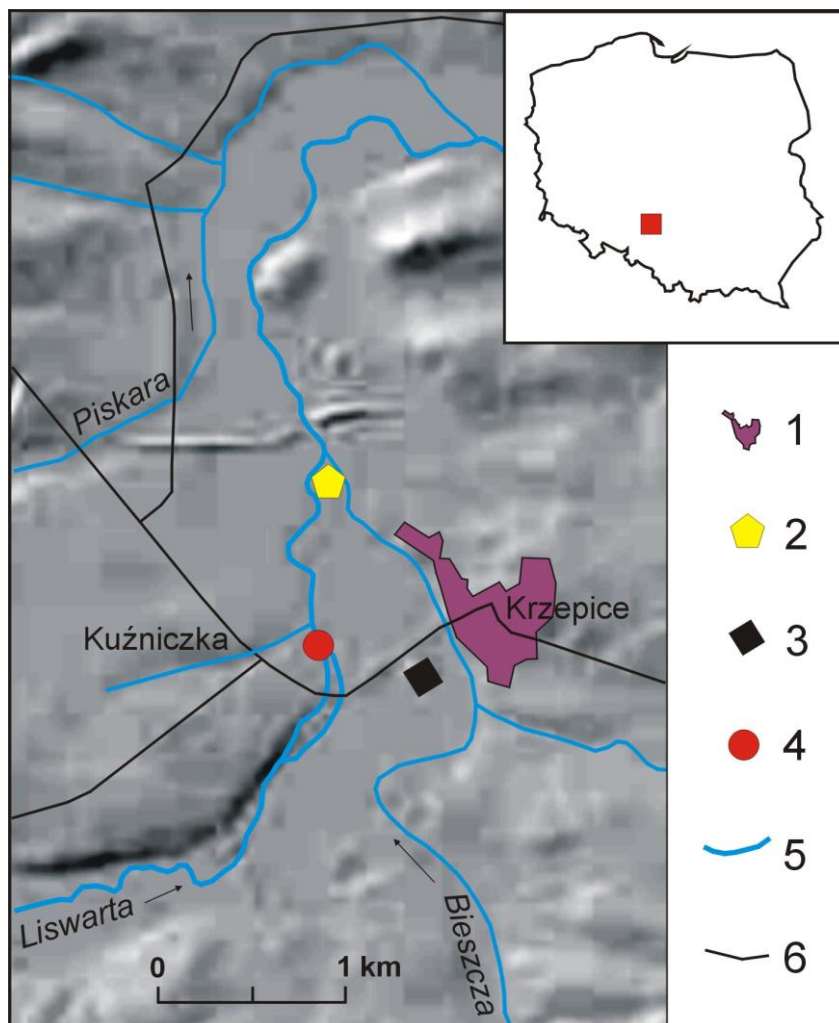 Piskara
Kuźniczka
Krzepice
Liswarta
Bieszcza
0 1 km
1
2
3
4
5
6